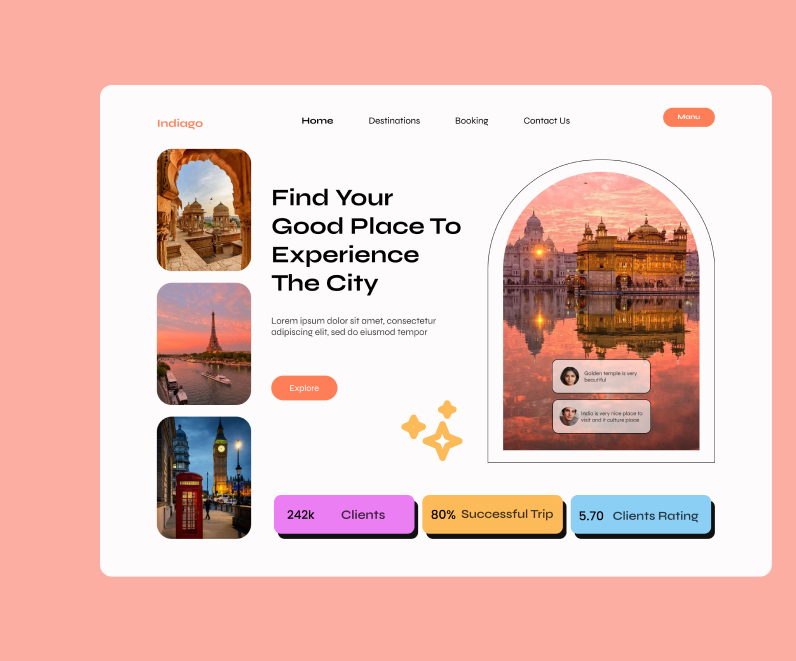 Indiago
Home
Destinations
Booking
Contact Us
Manu
Find Your
Good Place To
Experience
The City
Lorem ipsum dolor sit amet, consectetur
adipiscing elit, sed do eiusmod tempor
Explore
Golden temple is very
beautiful
India is very nice place to
visit and it culture place
242k Clients
80% Successful Trip
5.70 Clients Rating